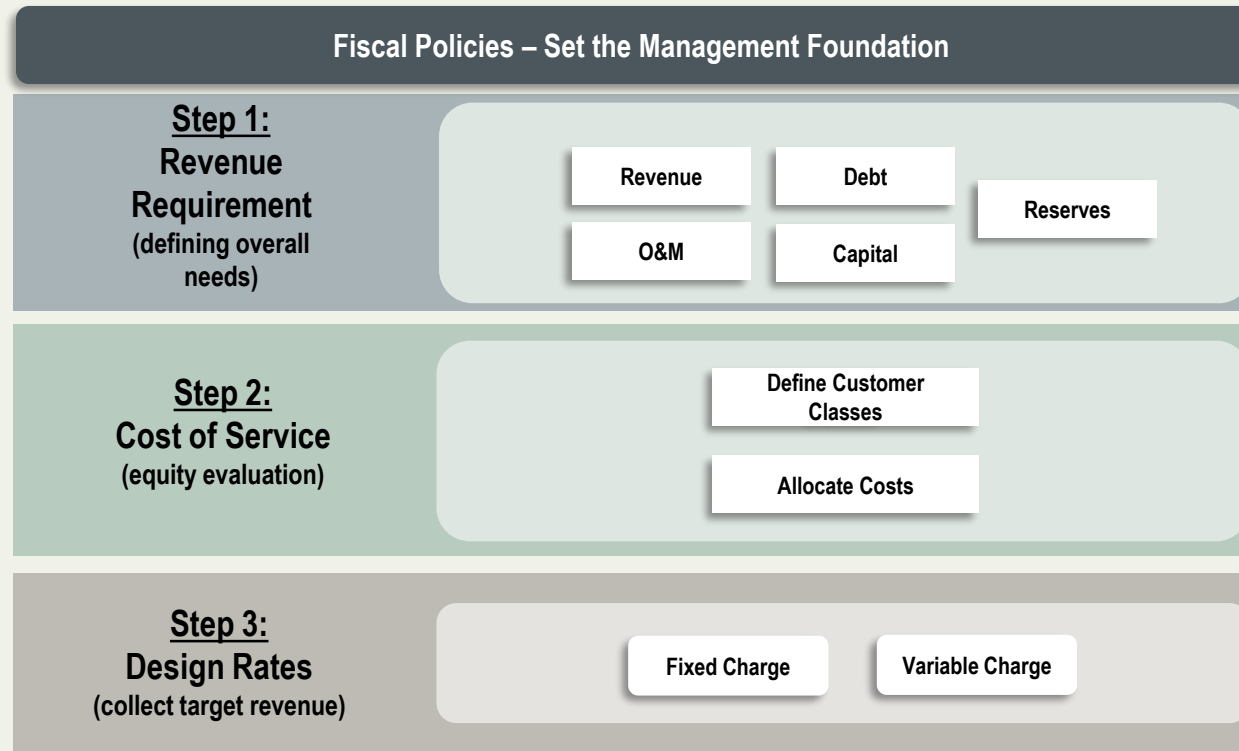 Fiscal Policies – Set the Management Foundation
Step 1:
Revenue
Requirement
(defining overall
needs)
Revenue
Debt
Reserves
O&M
Capital
Step 2:
Cost of Service
(equity evaluation)
Define Customer
Classes
Allocate Costs
Step 3:
Design Rates
(collect target revenue)
Fixed Charge
Variable Charge